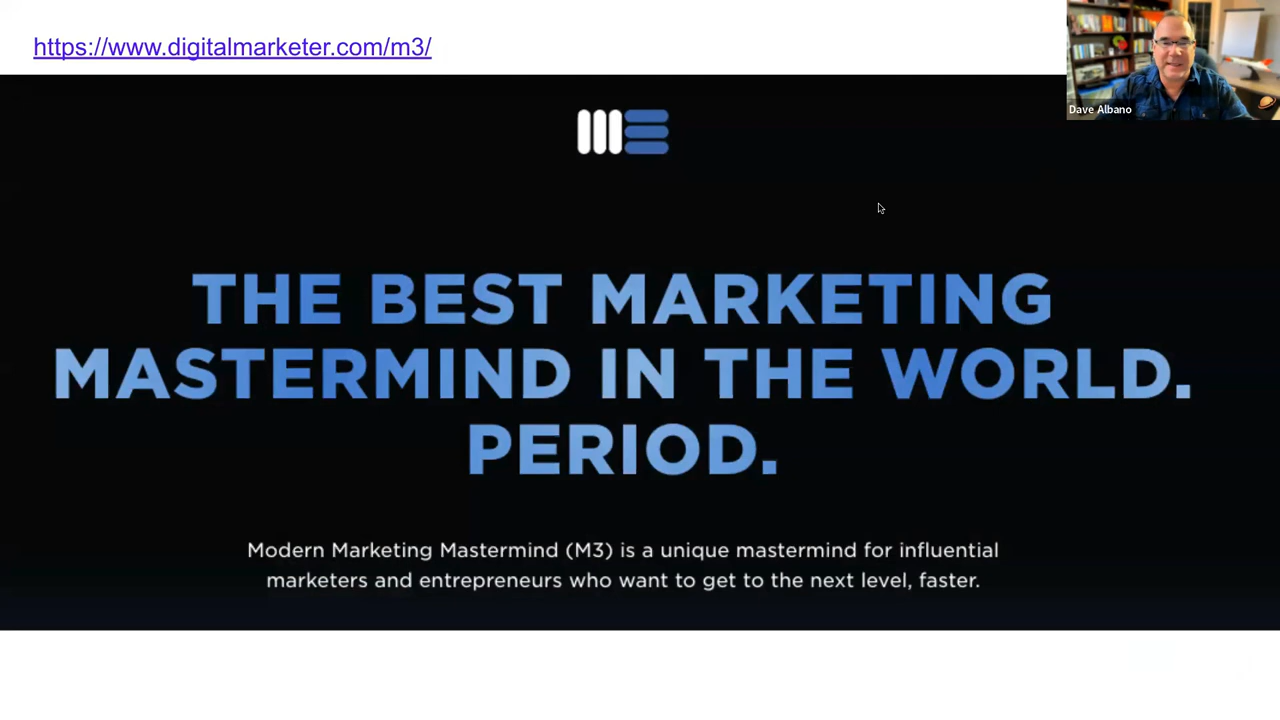 https://www.digitalmarketer.com/m3/
Dave Albano
THE BEST MARKETING
MASTERMIND IN THE WORLD.
PERIOD.
Modern Marketing Mastermind (M3) is a unique mastermind for influential
marketers and entrepreneurs who want to get to the next level, faster.